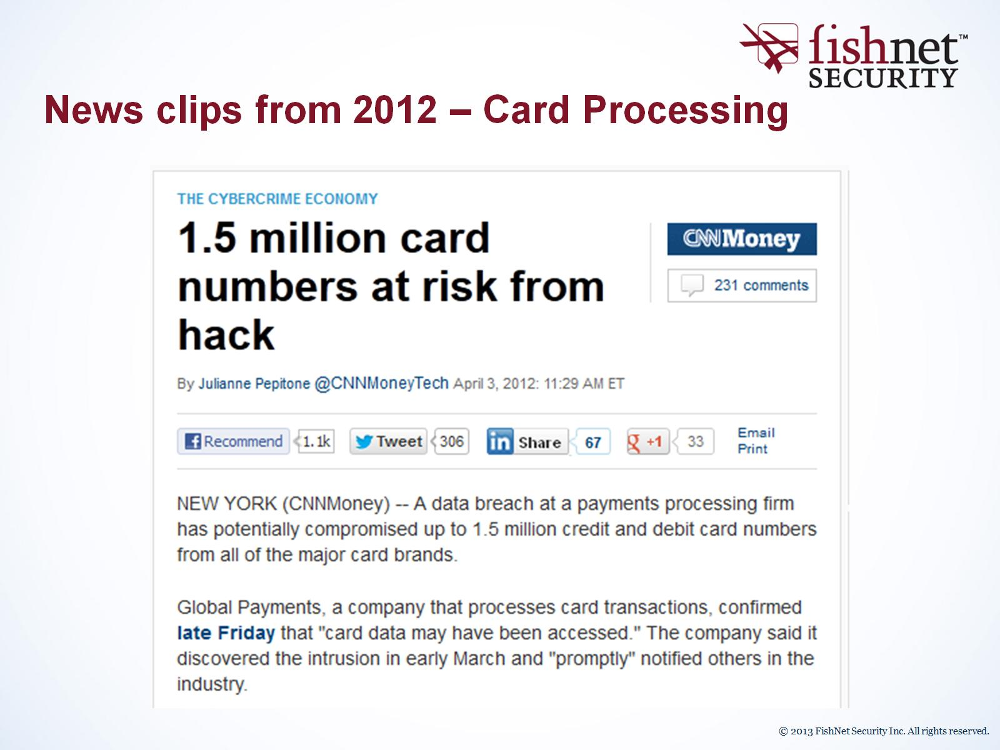 fishnet™
SECURITY
News clips from 2012 – Card Processing
THE CYBERCRIME ECONOMY
1.5 million card
numbers at risk from
hack
CNNMoney
231 comments
By Julianne Pepitone @CNNMoneyTech April 3, 2012: 11:29 AM ET
Recommend 1.1k Tweet 306 in Share 67 g +1 33 Email
Print
NEW YORK (CNNMoney) -- A data breach at a payments processing firm
has potentially compromised up to 1.5 million credit and debit card numbers
from all of the major card brands.
Global Payments, a company that processes card transactions, confirmed
late Friday that "card data may have been accessed." The company said it
discovered the intrusion in early March and "promptly" notified others in the
industry.
© 2013 FishNet Security Inc. All rights reserved.